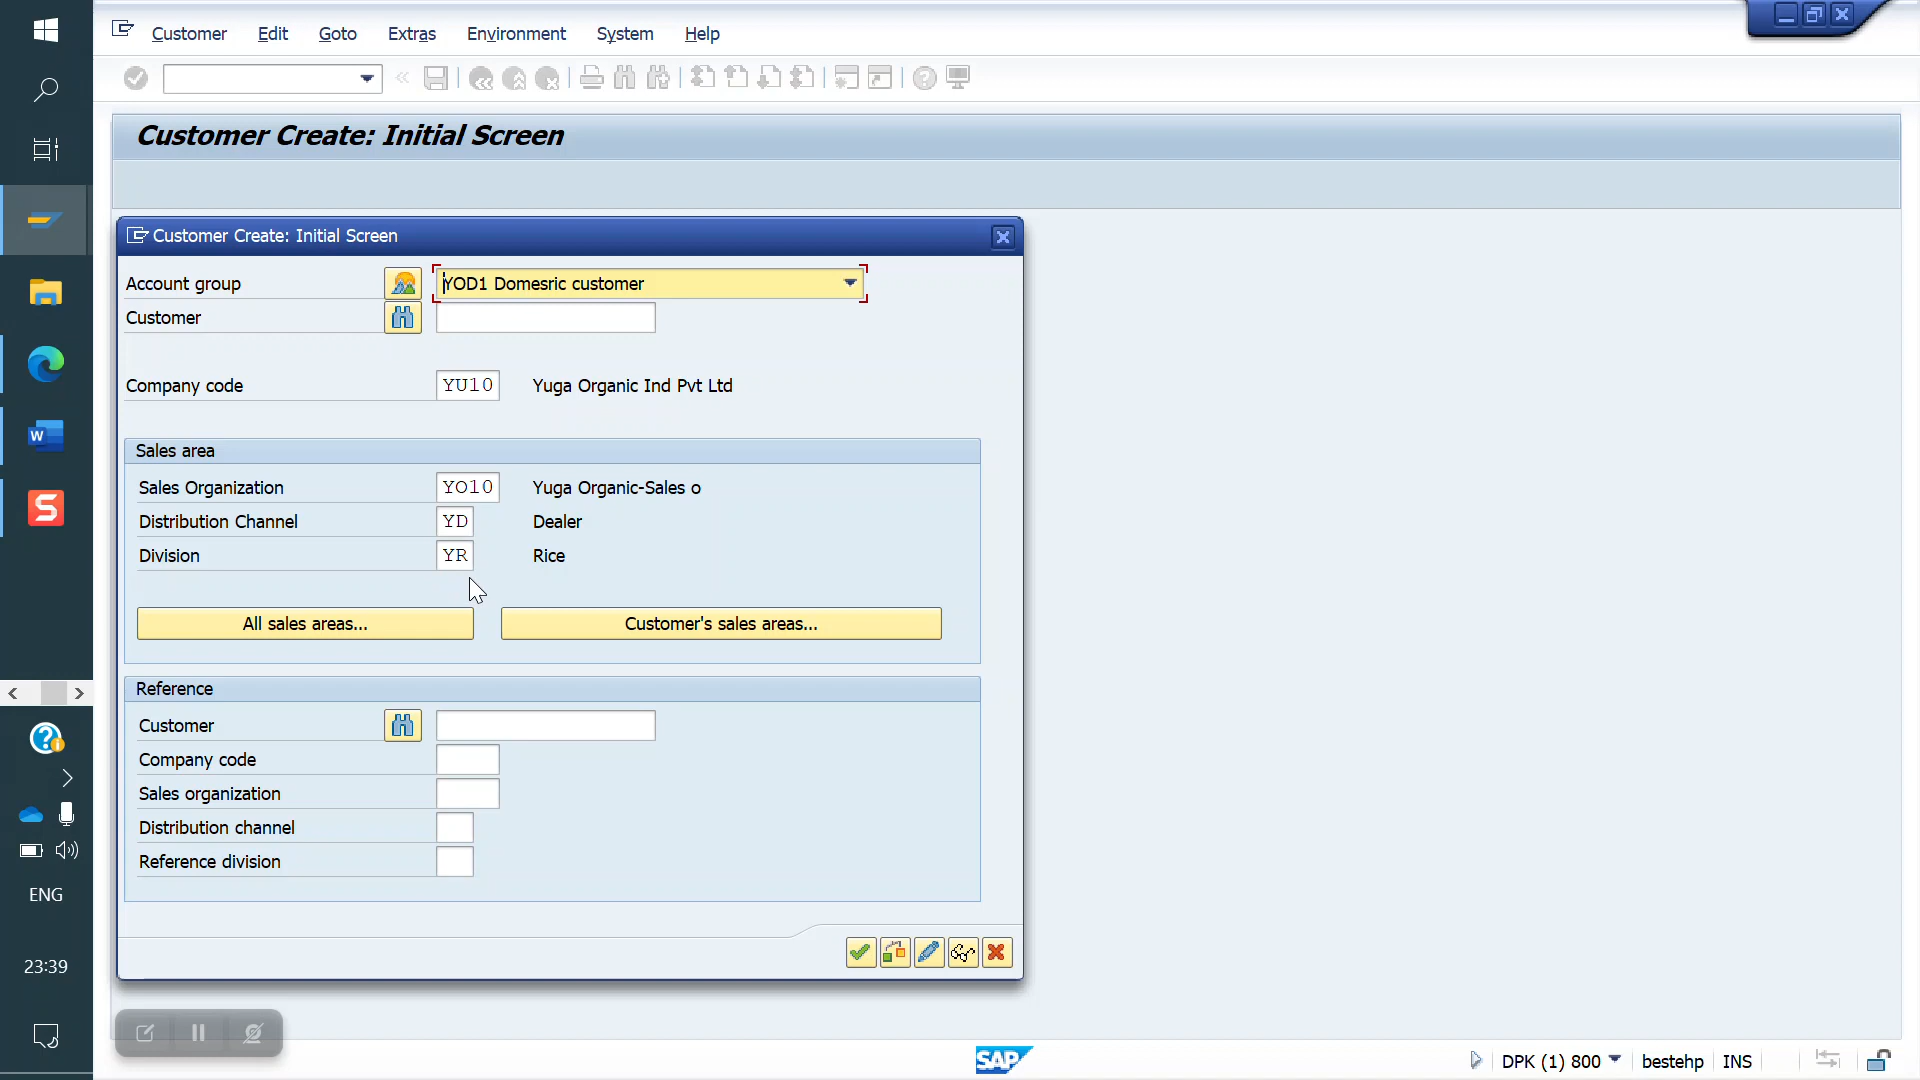 Customer Edit Goto Extras Environment System Help
Customer Create: Initial Screen
Customer Create: Initial Screen
Account group YOD1 Domesric customer
Customer
Company code YU10 Yuga Organic Ind Pvt Ltd
Sales area
Sales Organization YO10 Yuga Organic-Sales o
Distribution Channel YD Dealer
Division YR Rice
All sales areas... Customer's sales areas...
Reference
Customer
Company code
Sales organization
Distribution channel
Reference division
ENG
23:39
SAP
DPK (1) 800 bestehp INS